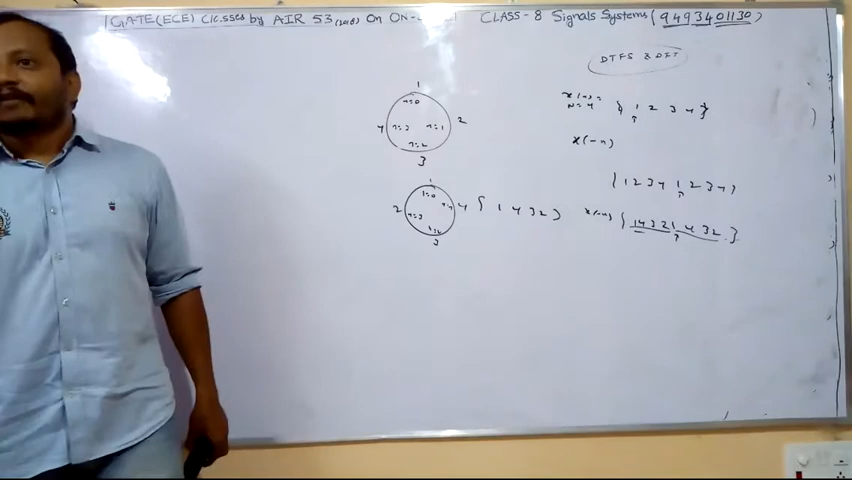 GATE(ECE) Classes by AIR 53 (2018) On ON- CLASS-8 Signals Systems (9493401130)
DTFS & DFT
x(n)=
N=4 { 1 2 3 4 }
↑
x(-n)
{ 1 2 3 4 1 2 3 4 }
↑
x(-n) { 1 4 3 2 1 4 3 2 }
↑
1
n=0
4 n=3 n=1 2
n=2
3
1
n=0
2 n=3 4 { 1 4 3 2 }
3